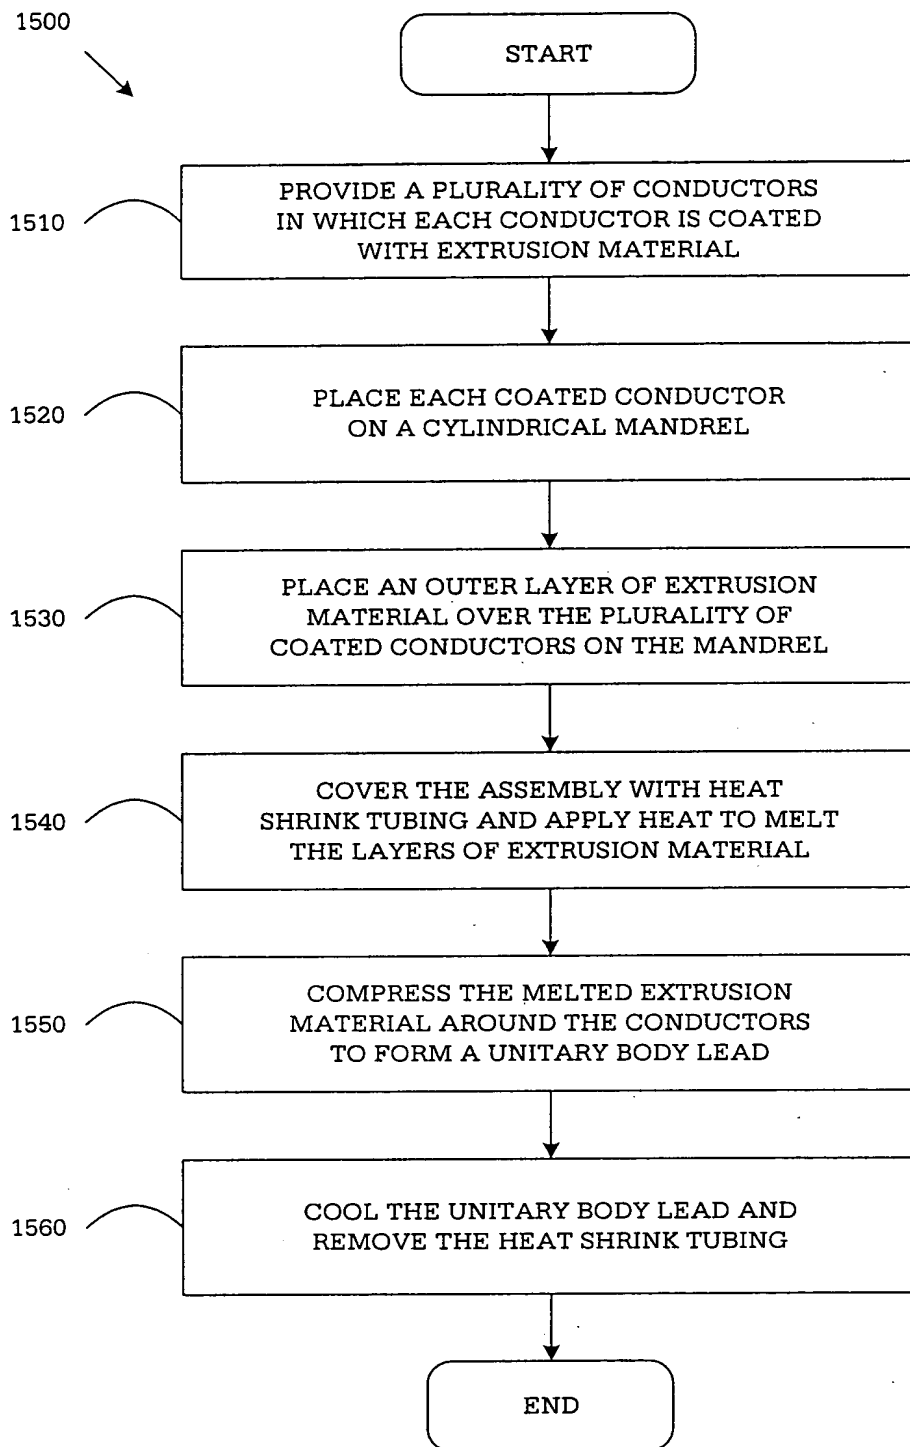 1500
START
1510
PROVIDE A PLURALITY OF CONDUCTORS
IN WHICH EACH CONDUCTOR IS COATED
WITH EXTRUSION MATERIAL
1520
PLACE EACH COATED CONDUCTOR
ON A CYLINDRICAL MANDREL
1530
PLACE AN OUTER LAYER OF EXTRUSION
MATERIAL OVER THE PLURALITY OF
COATED CONDUCTORS ON THE MANDREL
1540
COVER THE ASSEMBLY WITH HEAT
SHRINK TUBING AND APPLY HEAT TO MELT
THE LAYERS OF EXTRUSION MATERIAL
1550
COMPRESS THE MELTED EXTRUSION
MATERIAL AROUND THE CONDUCTORS
TO FORM A UNITARY BODY LEAD
1560
COOL THE UNITARY BODY LEAD AND
REMOVE THE HEAT SHRINK TUBING
END